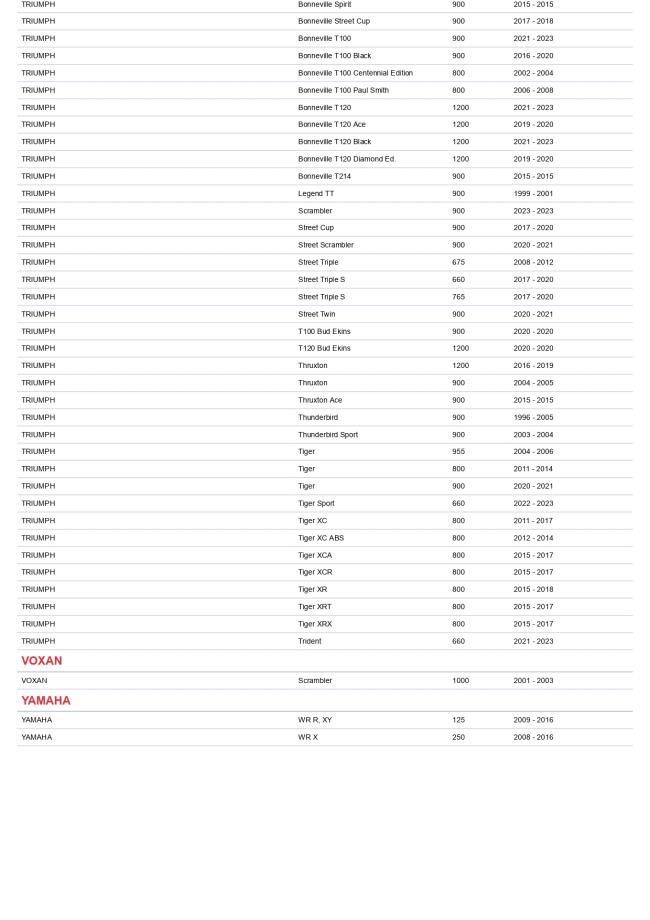 TRIUMPH Bonneville Spirit 900 2015 - 2015
TRIUMPH Bonneville Street Cup 900 2017 - 2018
TRIUMPH Bonneville T100 900 2021 - 2023
TRIUMPH Bonneville T100 Black 900 2016 - 2020
TRIUMPH Bonneville T100 Centennial Edition 800 2002 - 2004
TRIUMPH Bonneville T100 Paul Smith 800 2006 - 2008
TRIUMPH Bonneville T120 1200 2021 - 2023
TRIUMPH Bonneville T120 Ace 1200 2019 - 2020
TRIUMPH Bonneville T120 Black 1200 2021 - 2023
TRIUMPH Bonneville T120 Diamond Ed. 1200 2019 - 2020
TRIUMPH Bonneville T214 900 2015 - 2015
TRIUMPH Legend TT 900 1999 - 2001
TRIUMPH Scrambler 900 2023 - 2023
TRIUMPH Street Cup 900 2017 - 2020
TRIUMPH Street Scrambler 900 2020 - 2021
TRIUMPH Street Triple 675 2008 - 2012
TRIUMPH Street Triple S 660 2017 - 2020
TRIUMPH Street Triple S 765 2017 - 2020
TRIUMPH Street Twin 900 2020 - 2021
TRIUMPH T100 Bud Ekins 900 2020 - 2020
TRIUMPH T120 Bud Ekins 1200 2020 - 2020
TRIUMPH Thruxton 1200 2016 - 2019
TRIUMPH Thruxton 900 2004 - 2005
TRIUMPH Thruxton Ace 900 2015 - 2015
TRIUMPH Thunderbird 900 1996 - 2005
TRIUMPH Thunderbird Sport 900 2003 - 2004
TRIUMPH Tiger 955 2004 - 2006
TRIUMPH Tiger 800 2011 - 2014
TRIUMPH Tiger 900 2020 - 2021
TRIUMPH Tiger Sport 660 2022 - 2023
TRIUMPH Tiger XC 800 2011 - 2017
TRIUMPH Tiger XC ABS 800 2012 - 2014
TRIUMPH Tiger XCA 800 2015 - 2017
TRIUMPH Tiger XCR 800 2015 - 2017
TRIUMPH Tiger XR 800 2015 - 2018
TRIUMPH Tiger XRT 800 2015 - 2017
TRIUMPH Tiger XRX 800 2015 - 2017
TRIUMPH Trident 660 2021 - 2023
VOXAN
VOXAN Scrambler 1000 2001 - 2003
YAMAHA
YAMAHA WR R, XY 125 2009 - 2016
YAMAHA WR X 250 2008 - 2016